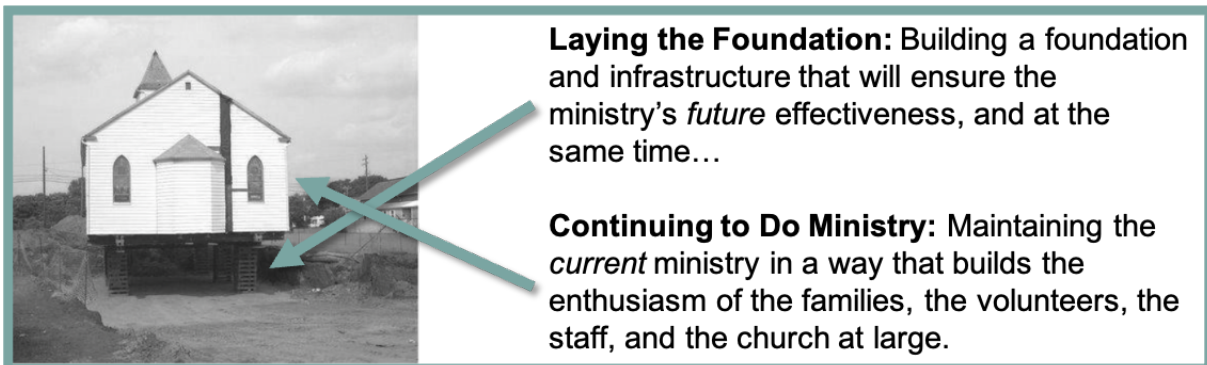 Laying the Foundation: Building a foundation
and infrastructure that will ensure the
ministry’s future effectiveness, and at the
same time…
Continuing to Do Ministry: Maintaining the
current ministry in a way that builds the
enthusiasm of the families, the volunteers, the
staff, and the church at large.